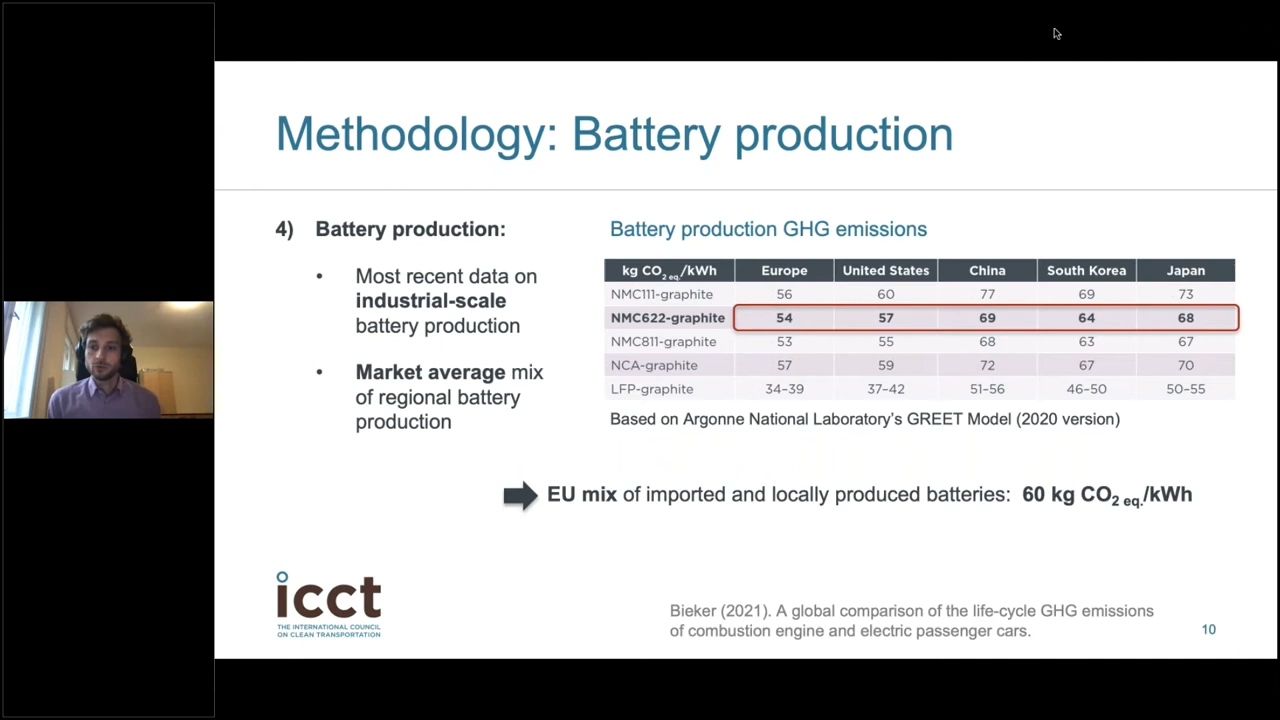 Methodology: Battery production
4) Battery production:
• Most recent data on
industrial-scale
battery production
• Market average mix
of regional battery
production
Battery production GHG emissions
kg CO2 eq./kWh Europe United States China South Korea Japan
NMC111-graphite 56 60 77 69 73
NMC622-graphite 54 57 69 64 68
NMC811-graphite 53 55 68 63 67
NCA-graphite 57 59 72 67 70
LFP-graphite 34–39 37–42 51–56 46–50 50–55
Based on Argonne National Laboratory's GREET Model (2020 version)
EU mix of imported and locally produced batteries: 60 kg CO2 eq./kWh
icct
THE INTERNATIONAL COUNCIL
ON CLEAN TRANSPORTATION
Bieker (2021). A global comparison of the life-cycle GHG emissions
of combustion engine and electric passenger cars.
10